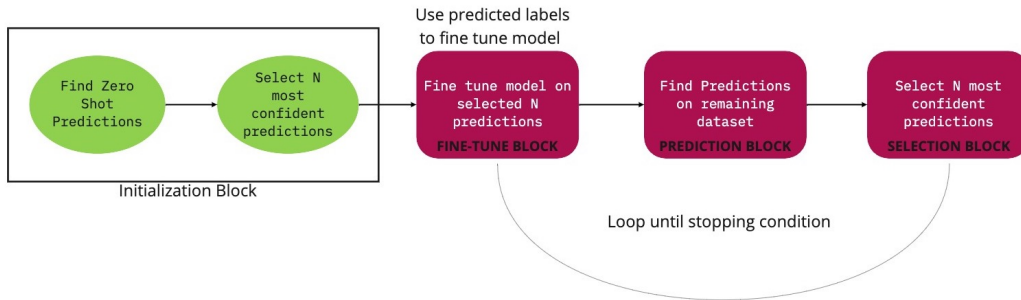 Use predicted labels
to fine tune model
Find Zero
Shot
Predictions
Select N
most
confident
predictions
Initialization Block
Fine tune model on
selected N
predictions
FINE-TUNE BLOCK
Find Predictions
on remaining
dataset
PREDICTION BLOCK
Select N most
confident
predictions
SELECTION BLOCK
Loop until stopping condition